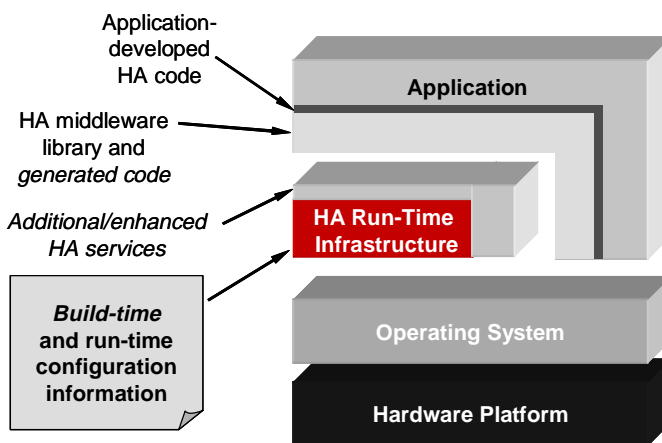 Application-
developed
HA code
HA middleware
library and
generated code
Additional/enhanced
HA services
Build-time
and run-time
configuration
information
Application
HA Run-Time
Infrastructure
Operating System
Hardware Platform